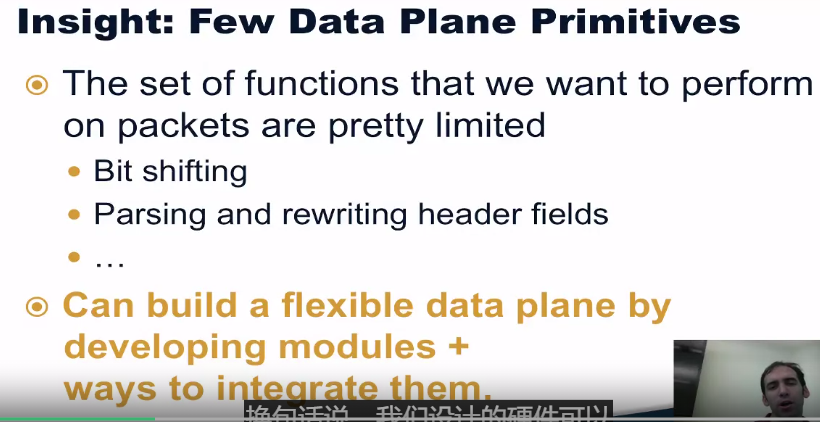 Insight: Few Data Plane Primitives
The set of functions that we want to perform
on packets are pretty limited
Bit shifting
Parsing and rewriting header fields
...
Can build a flexible data plane by
developing modules +
ways to integrate them.
换句话说 我们设计的硬件可以